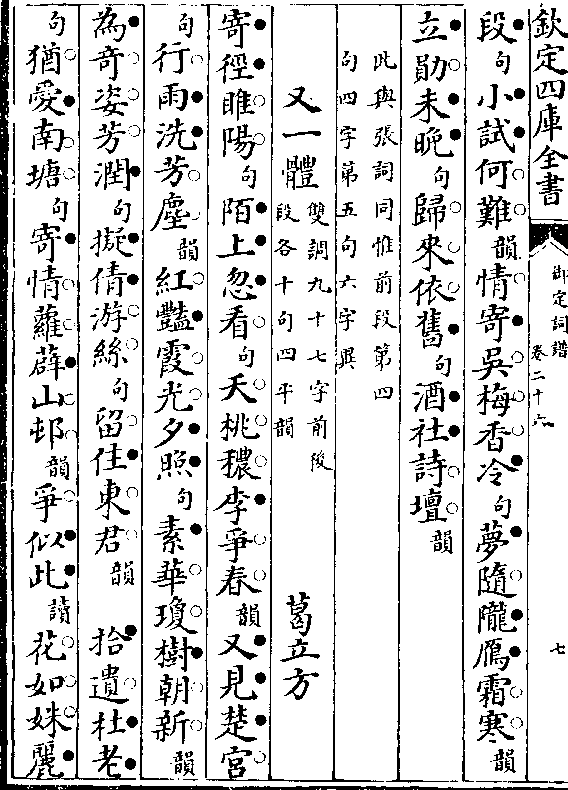 欽定四庫全書
御定詞譜
卷二十六
七
段句小試何難韻情寄吳梅香冷句夢隨隴鴈霜寒韻
立勛未晩句歸來依舊句酒社詩壇韻
此與張詞同惟前段第四
句四字第五句六字異
又一體
雙調九十七字前後
段各十句四平韻
葛立方
寄徑睢陽句陌上忽看句夭桃穠李爭春韻又見楚宮
句行雨洗芳塵韻紅豔霞光夕照句素華瓊樹朝新韻
為竒姿芳潤句擬倩游絲句留住東君韻
拾遺杜老
句猶愛南塘句寄情蘿薜山邨韻爭似此讀花如姝麗